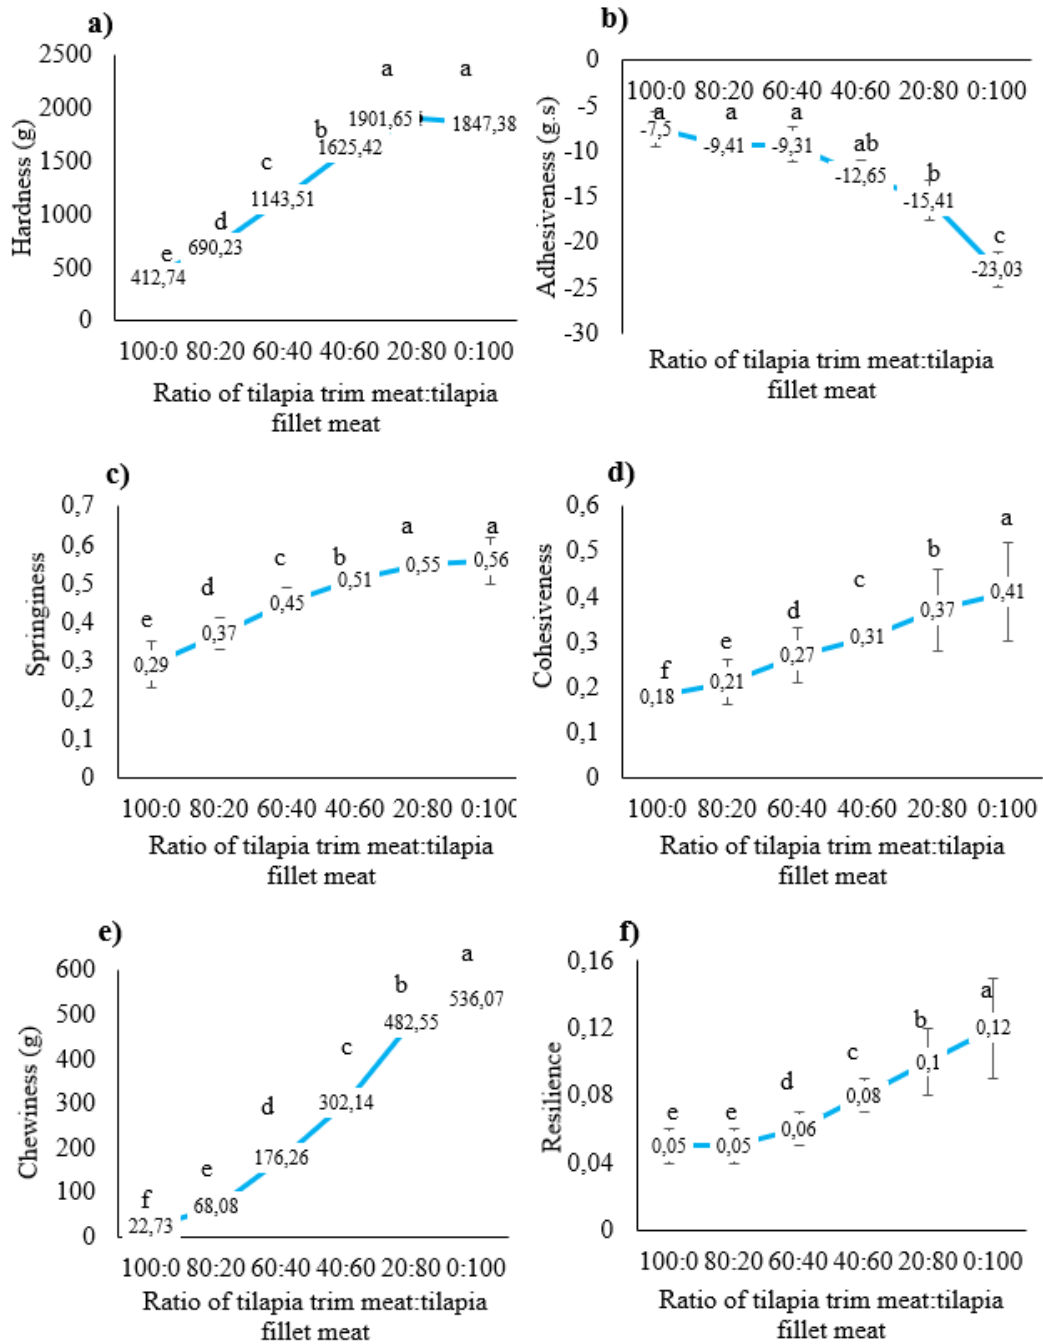 a)
Hardness (g)
2500
2000
1500
1000
500
0
e
412,74
d
690,23
c
1143,51
b
1625,42
a
1901,65
a
1847,38
100:0 80:20 60:40 40:60 20:80 0:100
Ratio of tilapia trim meat:tilapia
fillet meat
b)
Adhesiveness (g.s)
0
-5
-10
-15
-20
-25
-30
100:0 80:20 60:40 40:60 20:80 0:100
a
-7,5
a
-9,41
a
-9,31
ab
-12,65
b
-15,41
c
-23,03
Ratio of tilapia trim meat:tilapia
fillet meat
c)
Springiness
0,7
0,6
0,5
0,4
0,3
0,2
0,1
0
e
0,29
d
0,37
c
0,45
b
0,51
a
0,55
a
0,56
100:0 80:20 60:40 40:60 20:80 0:100
Ratio of tilapia trim meat:tilapia
fillet meat
d)
Cohesiveness
0,6
0,5
0,4
0,3
0,2
0,1
0
f
0,18
e
0,21
d
0,27
c
0,31
b
0,37
a
0,41
100:0 80:20 60:40 40:60 20:80 0:100
Ratio of tilapia trim meat:tilapia
fillet meat
e)
Chewiness (g)
600
500
400
300
200
100
0
f
22,73
e
68,08
d
176,26
c
302,14
b
482,55
a
536,07
100:0 80:20 60:40 40:60 20:80 0:100
Ratio of tilapia trim meat:tilapia
fillet meat
f)
Resilience
0,16
0,12
0,08
0,04
0
e
0,05
e
0,05
d
0,06
c
0,08
b
0,1
a
0,12
100:0 80:20 60:40 40:60 20:80 0:100
Ratio of tilapia trim meat:tilapia
fillet meat